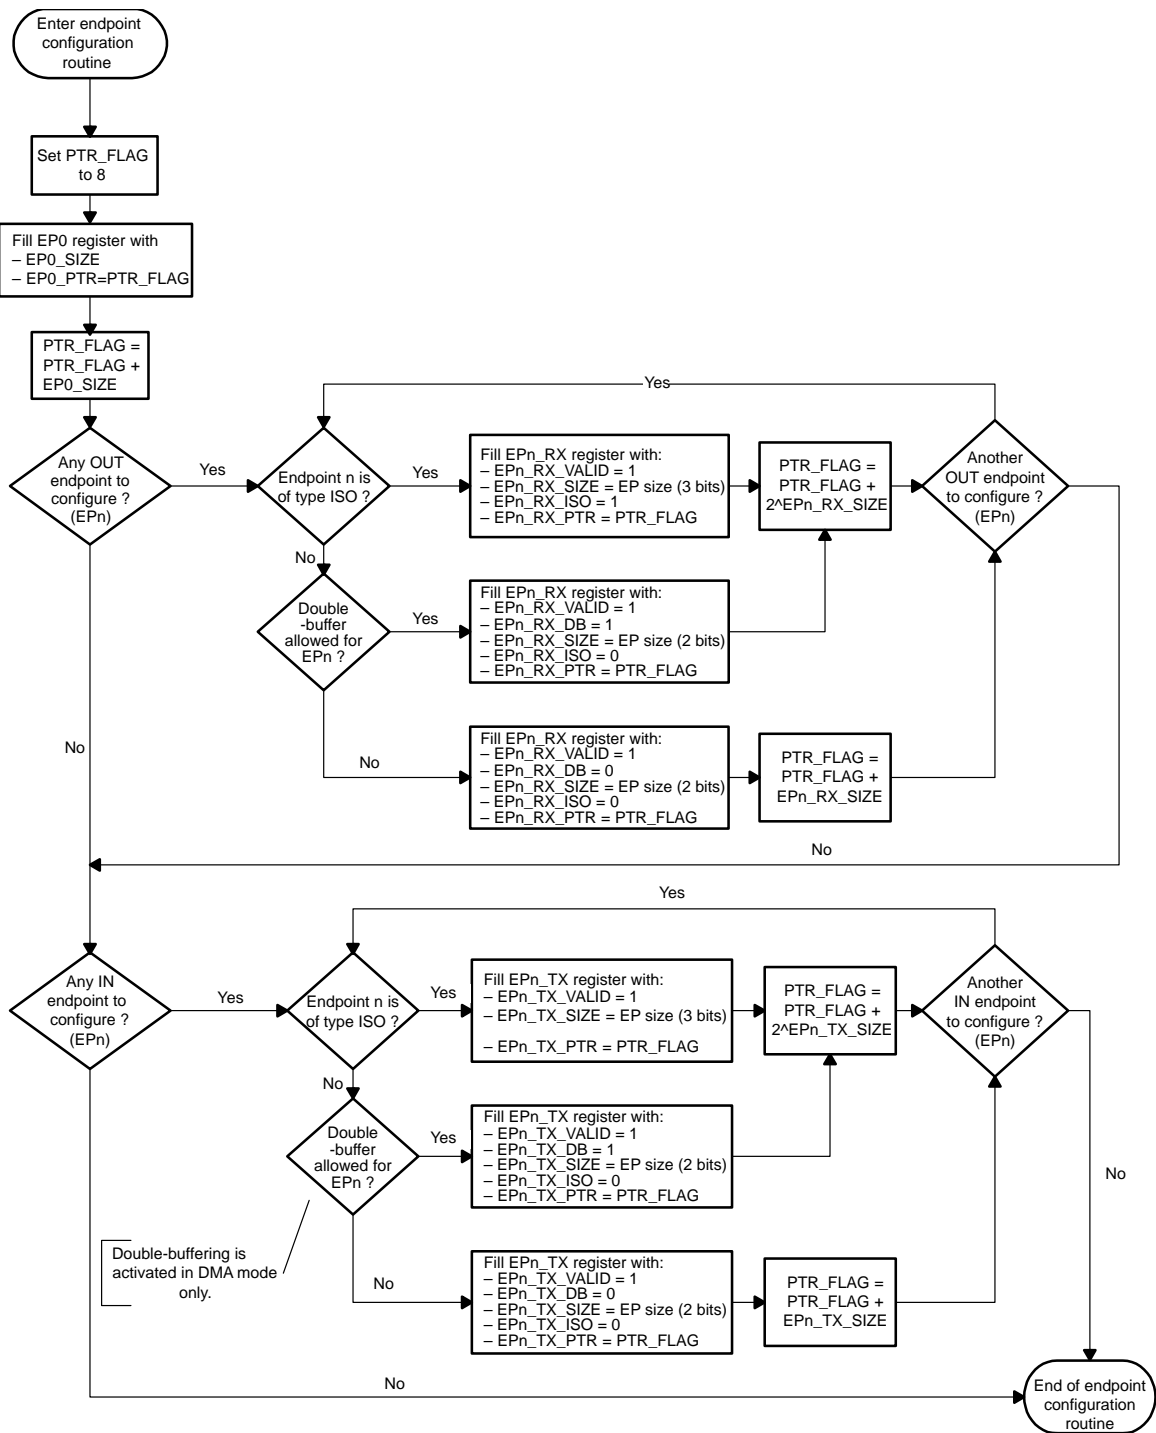 Enter endpoint
configuration
routine
Set PTR_FLAG
to 8
Fill EP0 register with
– EP0_SIZE
– EP0_PTR=PTR_FLAG
PTR_FLAG =
PTR_FLAG +
EP0_SIZE
Yes
Any OUT
endpoint to
configure ?
(EPn)
Yes
Endpoint n is
of type ISO ?
Yes
Fill EPn_RX register with:
– EPn_RX_VALID = 1
– EPn_RX_SIZE = EP size (3 bits)
– EPn_RX_ISO = 1
– EPn_RX_PTR = PTR_FLAG
PTR_FLAG =
PTR_FLAG +
2^EPn_RX_SIZE
Another
OUT endpoint
to configure ?
(EPn)
No
Double
-buffer
allowed for
EPn ?
Yes
Fill EPn_RX register with:
– EPn_RX_VALID = 1
– EPn_RX_DB = 1
– EPn_RX_SIZE = EP size (2 bits)
– EPn_RX_ISO = 0
– EPn_RX_PTR = PTR_FLAG
No
No
Fill EPn_RX register with:
– EPn_RX_VALID = 1
– EPn_RX_DB = 0
– EPn_RX_SIZE = EP size (2 bits)
– EPn_RX_ISO = 0
– EPn_RX_PTR = PTR_FLAG
PTR_FLAG =
PTR_FLAG +
EPn_RX_SIZE
No
Yes
Any IN
endpoint to
configure ?
(EPn)
Yes
Endpoint n is
of type ISO ?
Yes
Fill EPn_TX register with:
– EPn_TX_VALID = 1
– EPn_TX_SIZE = EP size (3 bits)
– EPn_TX_PTR = PTR_FLAG
PTR_FLAG =
PTR_FLAG +
2^EPn_TX_SIZE
Another
IN endpoint
to configure ?
(EPn)
No
Double
-buffer
allowed for
EPn ?
Yes
Fill EPn_TX register with:
– EPn_TX_VALID = 1
– EPn_TX_DB = 1
– EPn_TX_SIZE = EP size (2 bits)
– EPn_TX_ISO = 0
– EPn_TX_PTR = PTR_FLAG
No
Double-buffering is
activated in DMA mode
only.
No
Fill EPn_TX register with:
– EPn_TX_VALID = 1
– EPn_TX_DB = 0
– EPn_TX_SIZE = EP size (2 bits)
– EPn_TX_ISO = 0
– EPn_TX_PTR = PTR_FLAG
PTR_FLAG =
PTR_FLAG +
EPn_TX_SIZE
No
End of endpoint
configuration
routine